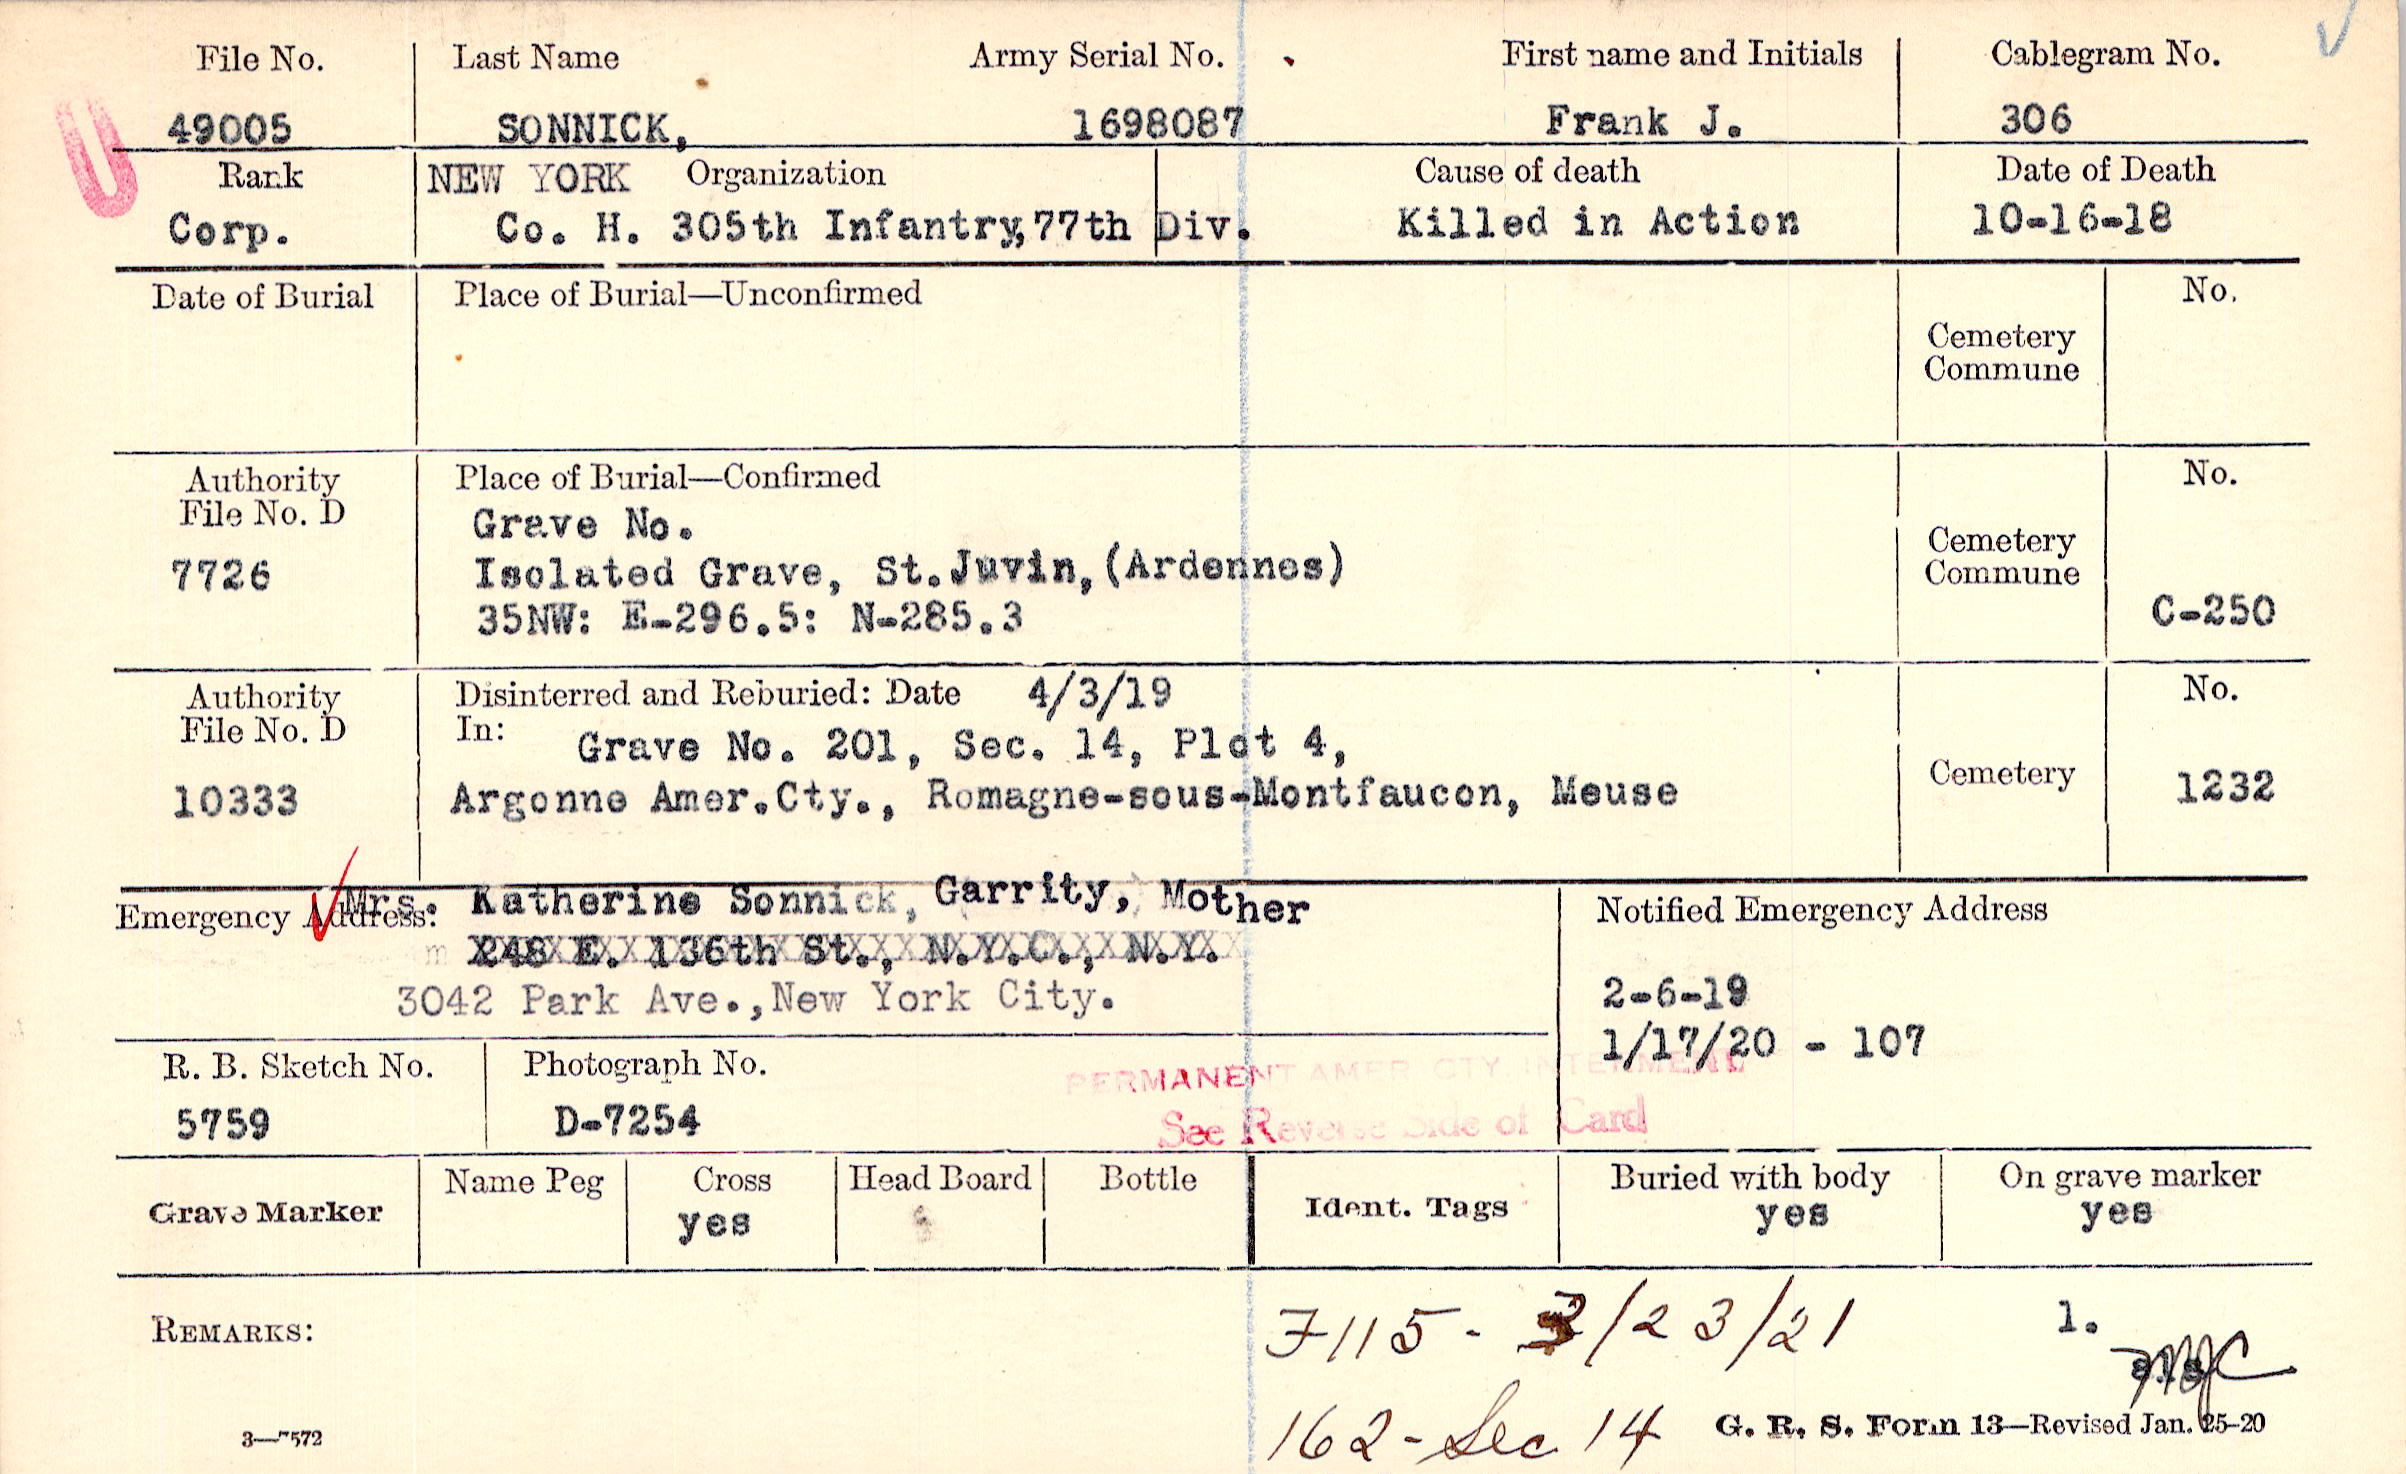 File No. Last Name Army Serial No. First name and Initials Cablegram No.
49005 SONNICK, 1698087 Frank J. 306
U
Rank NEW YORK Organization Cause of death Date of Death
Corp. Co. H. 305th Infantry, 77th Div. Killed in Action 10-16-18
Date of Burial Place of Burial—Unconfirmed No.
Cemetery
Commune
Authority Place of Burial—Confirmed No.
File No. D Grave No.
7726 Isolated Grave, St.Juvin,(Ardennes) Cemetery
Commune
35NW: E-296.5: N-285.3 C-250
Authority Disinterred and Reburied: Date 4/3/19 No.
File No. D In: Grave No. 201, Sec. 14, Plot 4,
Cemetery
10333 Argonne Amer.Cty., Romagne-sous-Montfaucon, Meuse 1232
Emergency Address: Mrs. Katherine Sonnick, Garrity, Mother Notified Emergency Address
248 E. 136th St., N.Y.C., N.Y.
3042 Park Ave.,New York City. 2-6-19
1/17/20 - 107
R. B. Sketch No. Photograph No.
PERMANENT AMER. CTY. INTERMENT
5759 D-7254 See Reverse Side of Card
Grave Marker Name Peg Cross Head Board Bottle Ident. Tags Buried with body On grave marker
yes yes yes
REMARKS: F115 - 3/23/21 1.
162-Sec 14
3—7572 G. R. S. Form 13—Revised Jan. 25-20